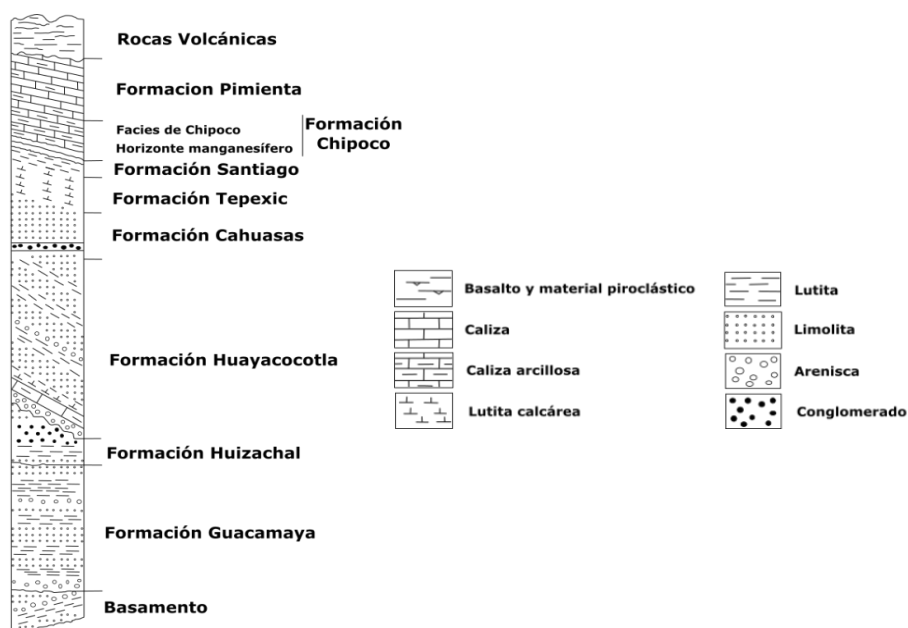 Rocas Volcánicas
Formacion Pimienta
Facies de Chipoco
Horizonte manganesífero
Formación
Chipoco
Formación Santiago
Formación Tepexic
Formación Cahuasas
Formación Huayacocotla
Formación Huizachal
Formación Guacamaya
Basamento
Basalto y material piroclástico
Caliza
Caliza arcillosa
Lutita calcárea
Lutita
Limolita
Arenisca
Conglomerado